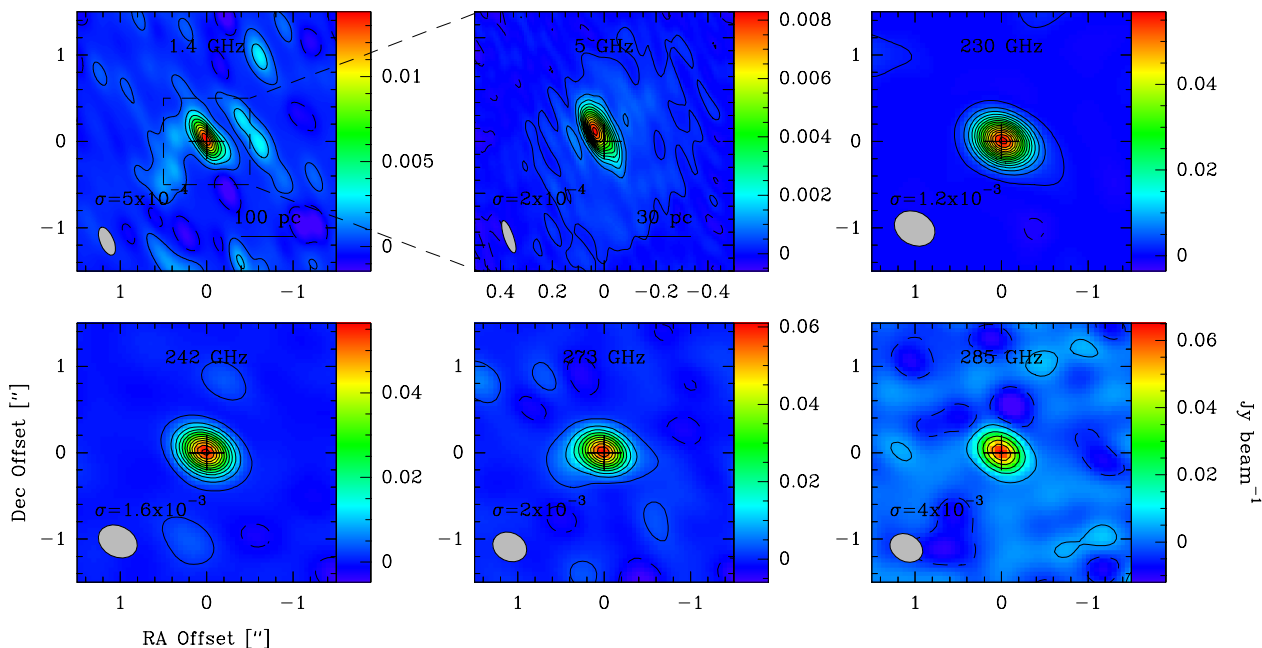 1.4 GHz
5 GHz
230 GHz
1
0
−1
0.01
0.005
0
0.008
0.006
0.004
0.002
0
0.04
0.02
0
σ=5x10⁻⁴
σ=2x10⁻⁴
σ=1.2x10⁻³
100 pc
30 pc
1 0 −1
0.4 0.2 0 −0.2 −0.4
1 0 −1
242 GHz
273 GHz
285 GHz
1
0
−1
0.04
0.02
0
1
0
−1
0.06
0.04
0.02
0
1
0
−1
0.06
0.04
0.02
0
σ=1.6x10⁻³
σ=2x10⁻³
σ=4x10⁻³
1 0 −1
1 0 −1
1 0 −1
Dec Offset ["]
RA Offset ["]
Jy beam⁻¹